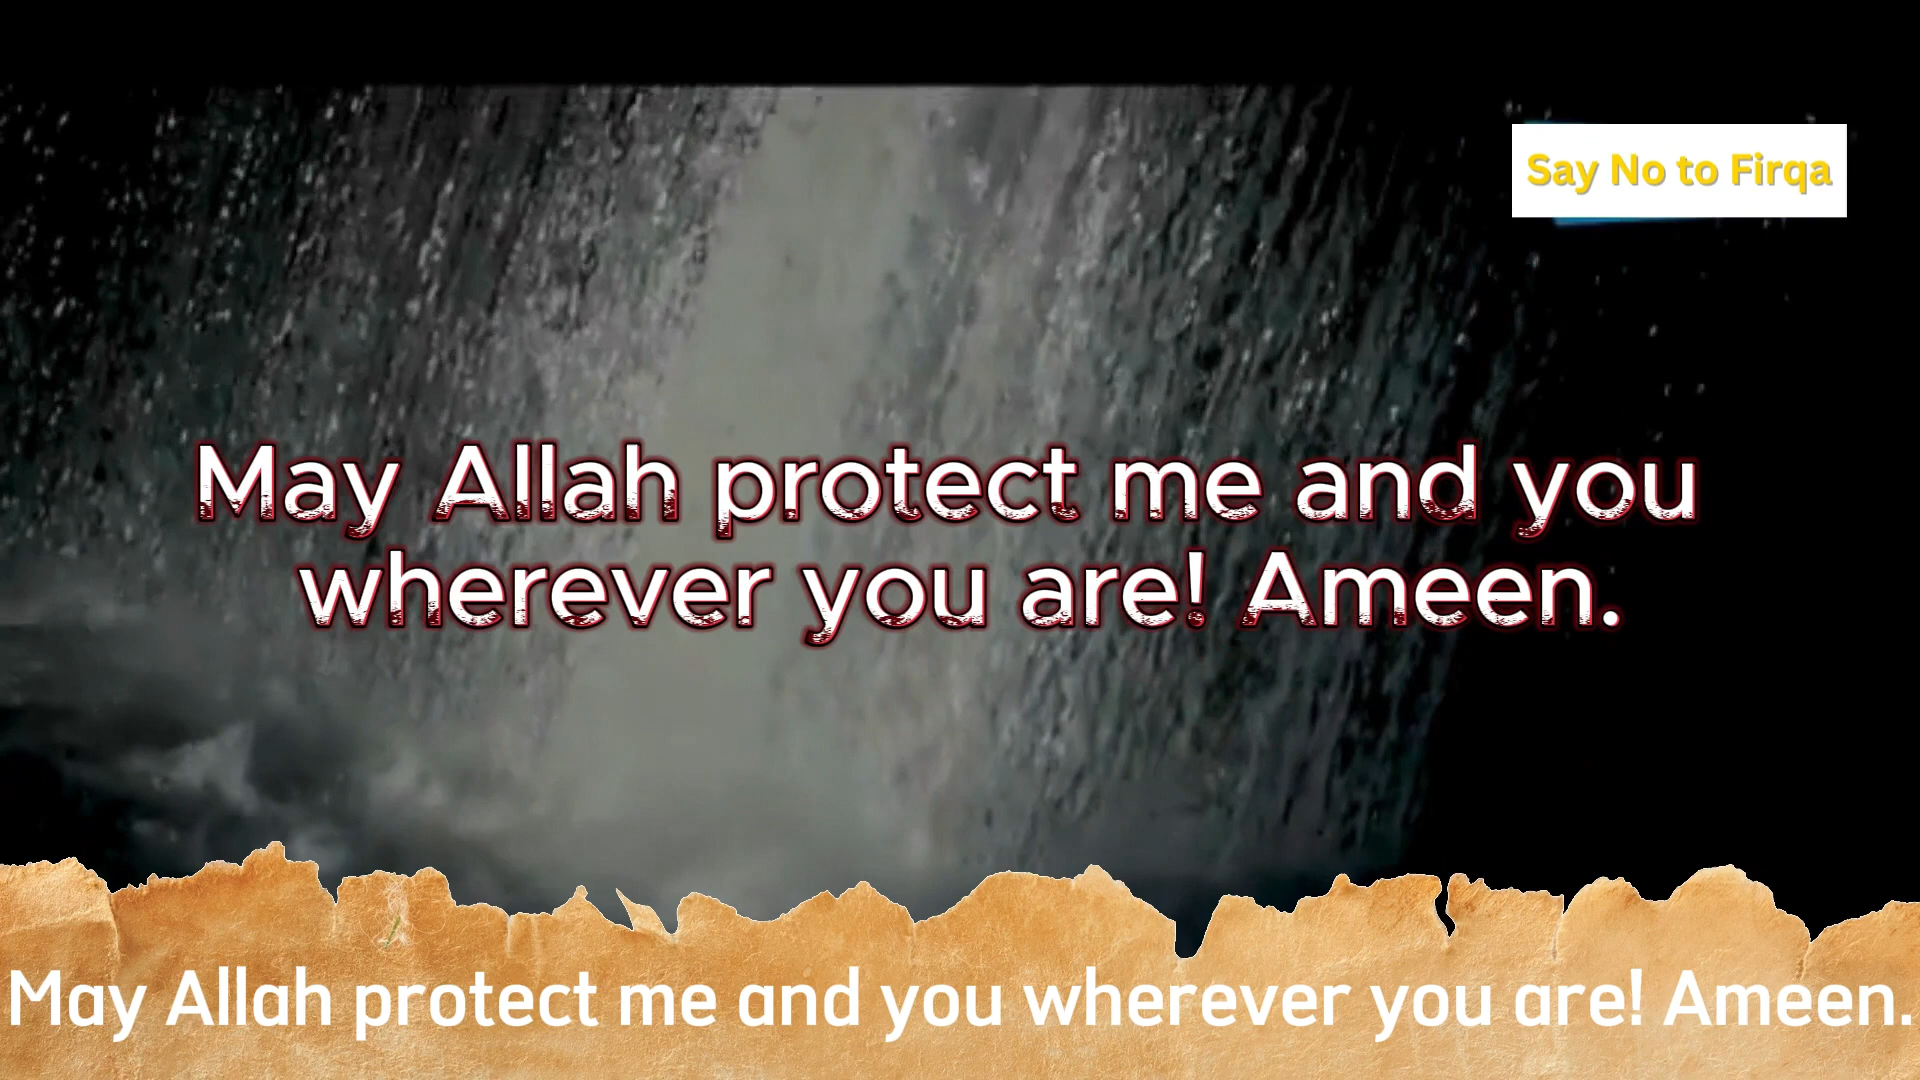 Say No to Firqa
May Allah protect me and you
wherever you are! Ameen.
May Allah protect me and you wherever you are! Ameen.